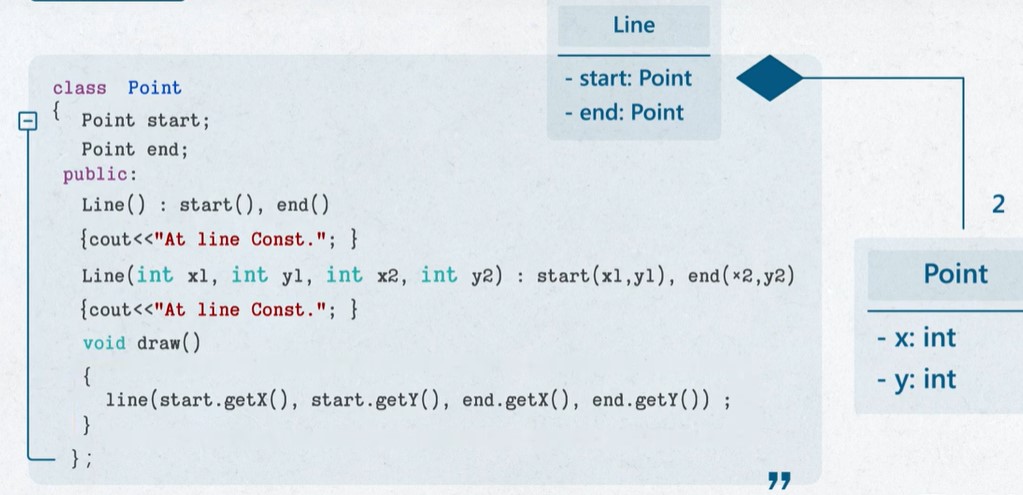 class Point
{ Point start;
Point end;
public:
Line() : start(), end()
{cout<<"At line Const."; }
Line(int x1, int y1, int x2, int y2) : start(x1,y1), end(×2,y2)
{cout<<"At line Const."; }
void draw()
{
line(start.getX(), start.getY(), end.getX(), end.getY()) ;
}
};
Line
- start: Point
- end: Point
2
Point
- x: int
- y: int